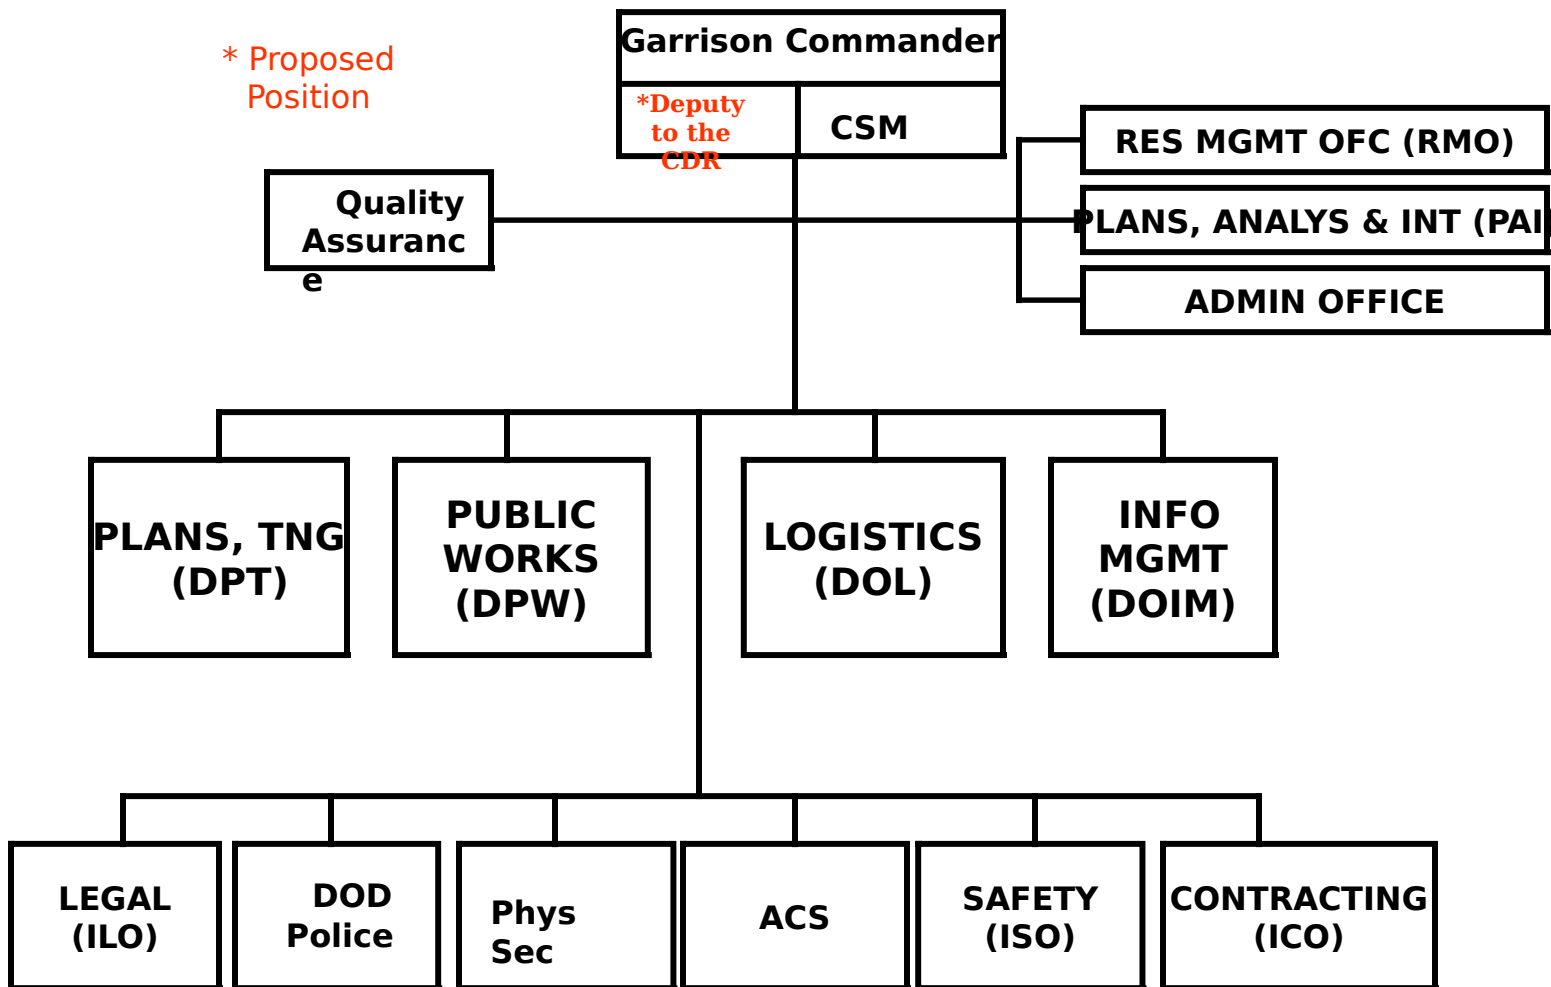 Garrison Commander
* Proposed
Position
*Deputy
to the
CDR
CSM
RES MGMT OFC (RMO)
Quality
Assuranc
e
PLANS, ANALYS & INT (PAI
ADMIN OFFICE
PLANS, TNG
(DPT)
PUBLIC
WORKS
(DPW)
LOGISTICS
(DOL)
INFO
MGMT
(DOIM)
LEGAL
(ILO)
DOD
Police
Phys
Sec
ACS
SAFETY
(ISO)
CONTRACTING
(ICO)